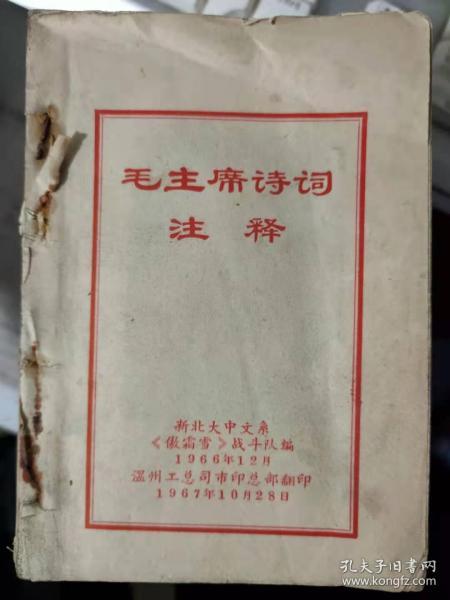 毛主席诗词
注释
新北大中文系
《傲霜雪》战斗队编
1966年12月
温州工总司市印总部翻印
1967年10月28日
孔夫子旧书网
www.kongfz.com